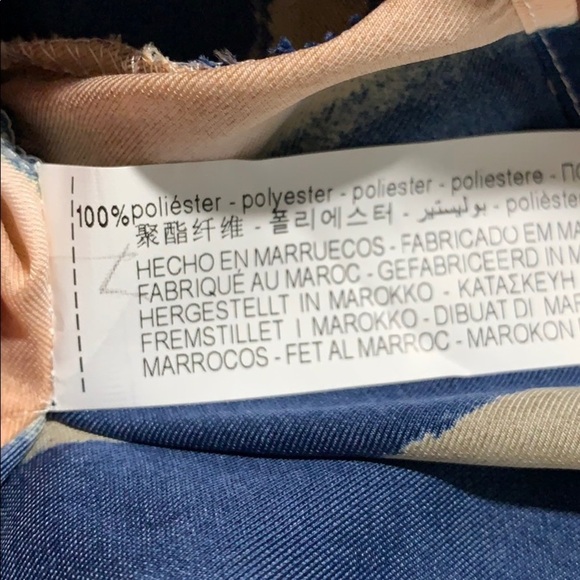 100% poliéster - polyester - poliester - poliestere -
聚酯纤维 - 폴리에스터 - بوليستير - polièster
HECHO EN MARRUECOS - FABRICADO EM
FABRIQUÉ AU MAROC - GEFABRICEERD IN
HERGESTELLT IN MAROKKO - ΚΑΤΑΣΚΕΥΗ
FREMSTILLET I MAROKKO - DIBUAT DI
MARROCOS - FET AL MARROC - MAROKON